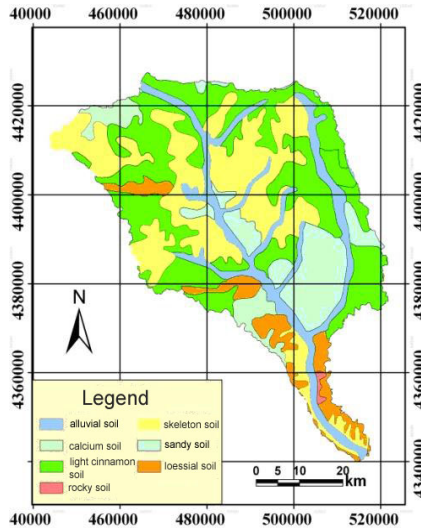 40000 460000 480000 500000 520000
4420000 4420000
4400000 4400000
4380000 4380000
4360000 4360000
4340000
N
Legend
alluvial soil
skeleton soil
calcium soil
sandy soil
light cinnamon
soil
loessial soil
rocky soil
0 5 10 20
km
40000 460000 480000 500000 520000